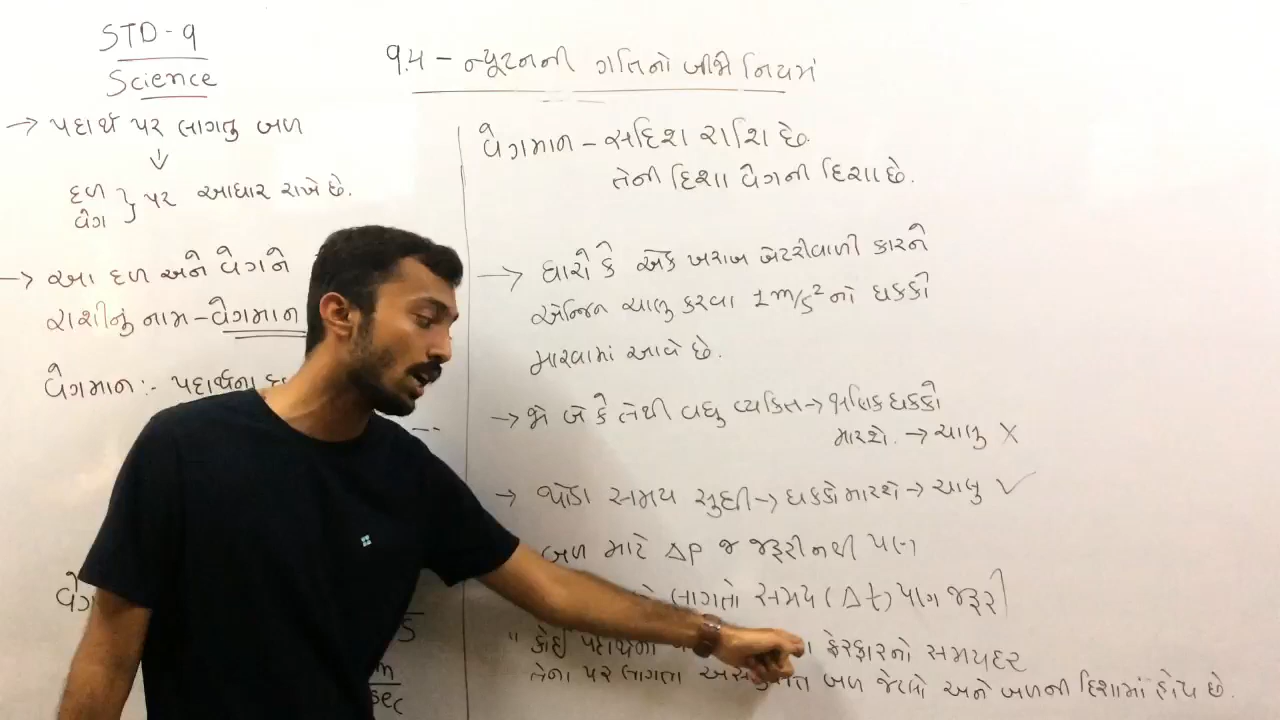 STD-9
Science
9.4 - ન્યૂટનની ગતિનો બીજો નિયમ
→ પદાર્થ પર લાગતુ બળ
↓
દળ
વેગ } પર આધાર રાખે છે.
→ આ દળ અને વેગને
રાશીનું નામ - વેગમાન
વેગમાન :- પદાર્થના
વેગમાન - સદિશ રાશિ છે.
તેની દિશા વેગની દિશા છે.
→ ધારો કે એક ખરાબ બેટરીવાળી કારને
એન્જિન ચાલુ કરવા 1 m/s² નો ધક્કો
મારવામાં આવે છે.
→ જો બે કે તેથી વધુ વ્યકિત → ક્ષણિક ધક્કો
મારશે. → ચાલુ X
→ થોડા સમય સુધી → ધક્કો મારશે → ચાલુ ✓
બળ માટે Δp જ જરૂરી નથી પણ
લાગતો સમય (Δt) પણ જરૂરી
" કોઈ પદાર્થના ફેરફારનો સમયદર
તેના પર લાગતા બળ જેટલો અને બળની દિશામાં હોય છે.
m
sec